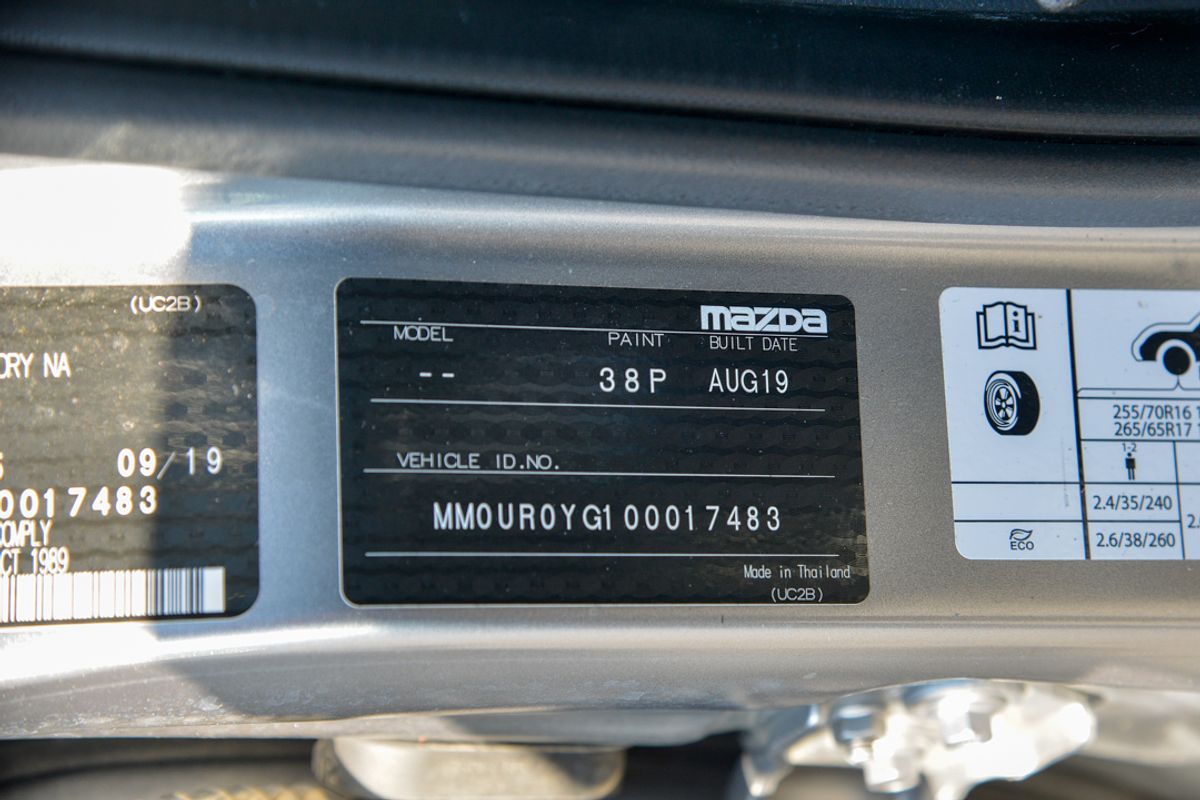 (UC2B)
ORY NA
09/19
0017483
COMPLY
CT 1989
mazda
MODEL PAINT BUILT DATE
-- 38P AUG19
VEHICLE ID.NO.
MM0UR0YG100017483
Made in Thailand
(UC2B)
255/70R16
265/65R17
1-2
2.4/35/240
ECO 2.6/38/260